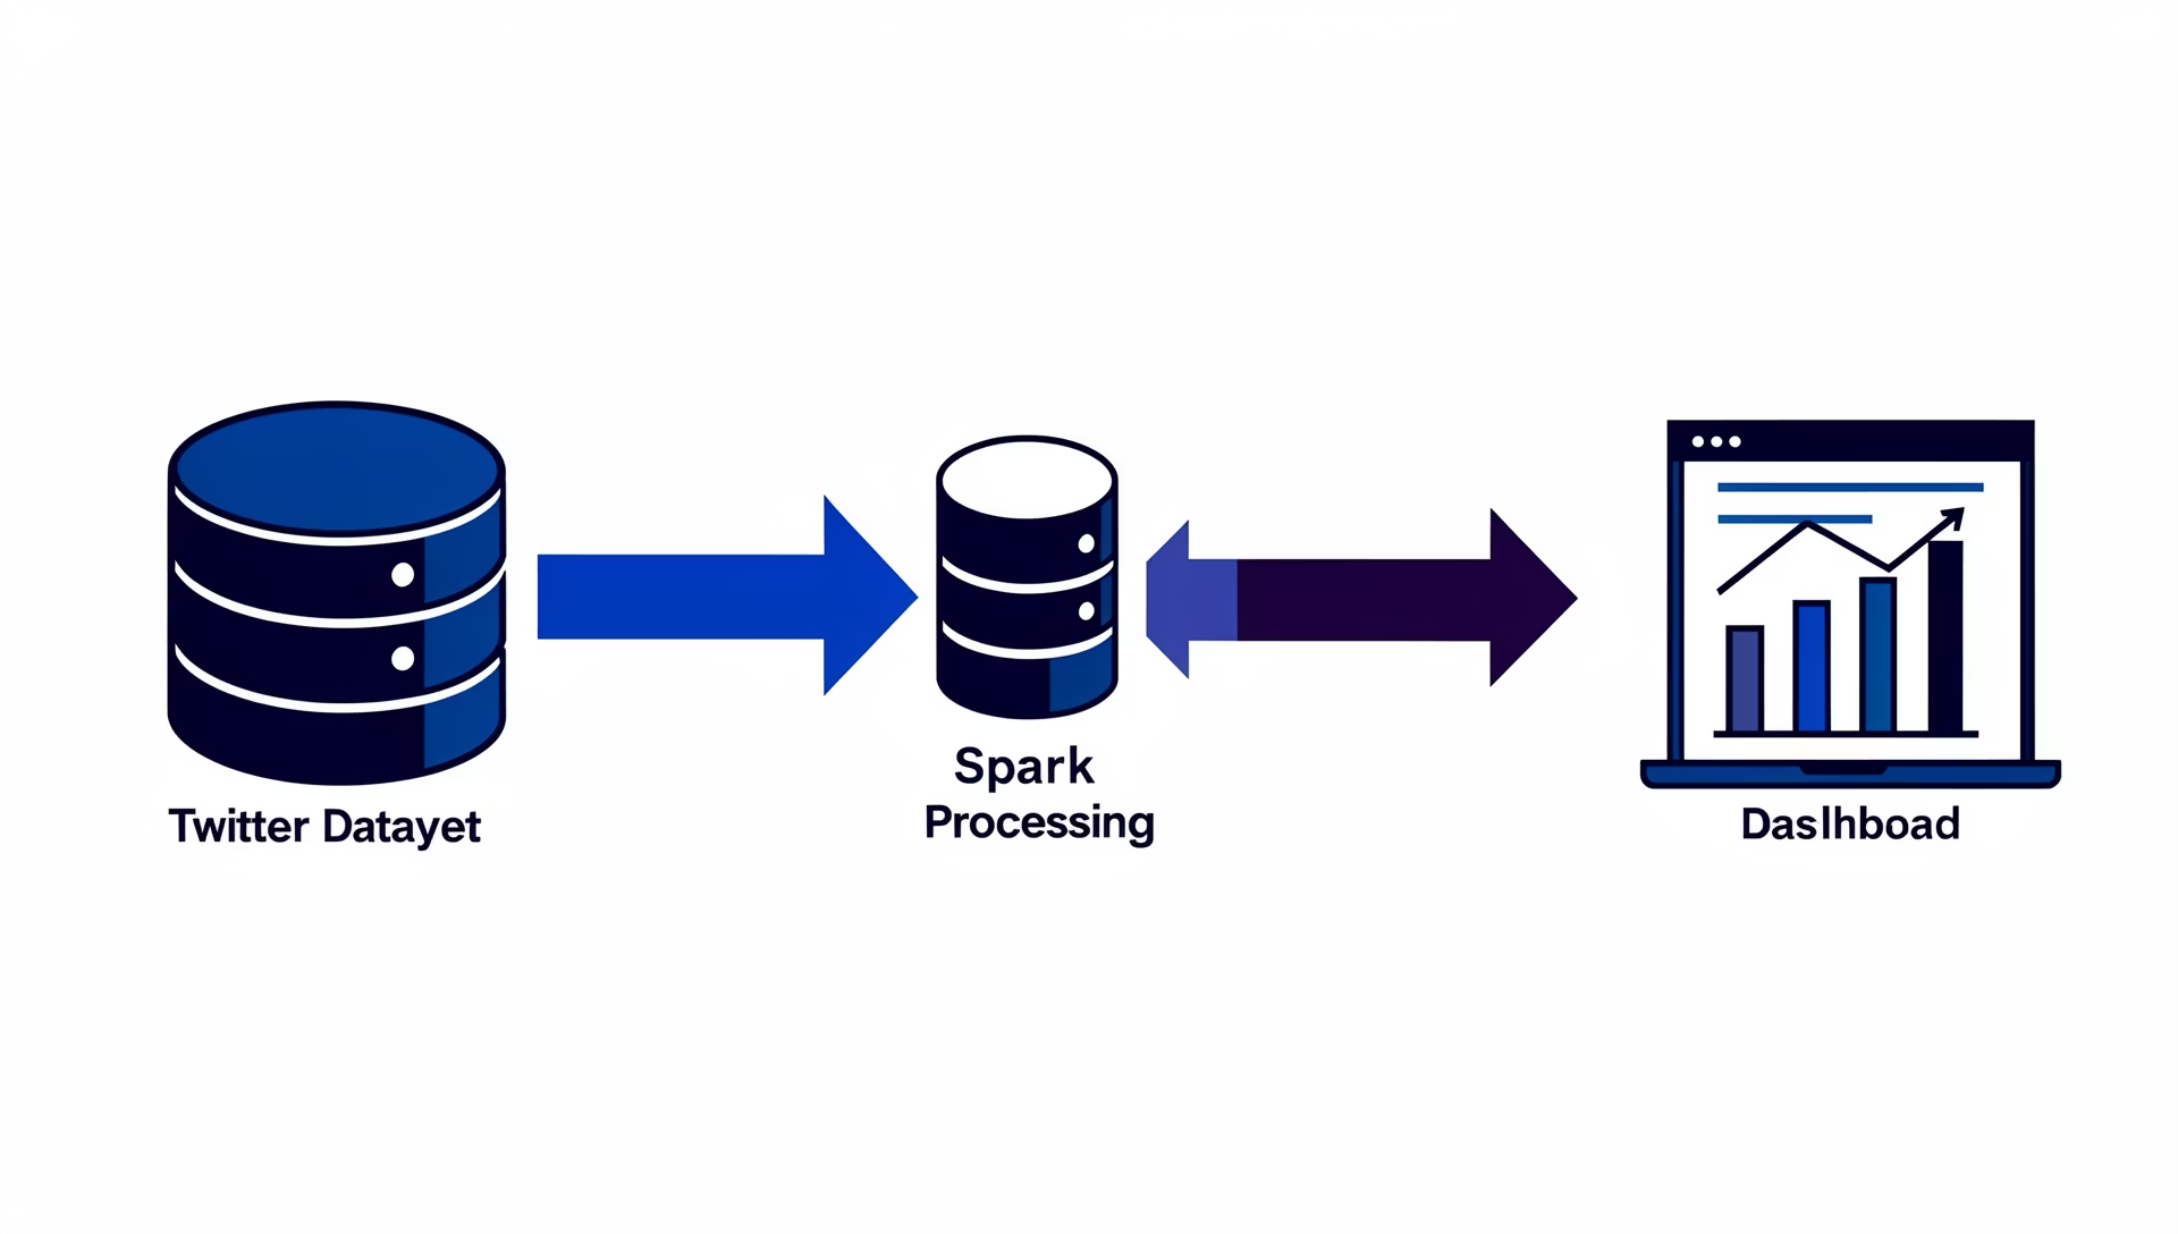 Twitter Datayet
Spark
Processing
Daslhboad